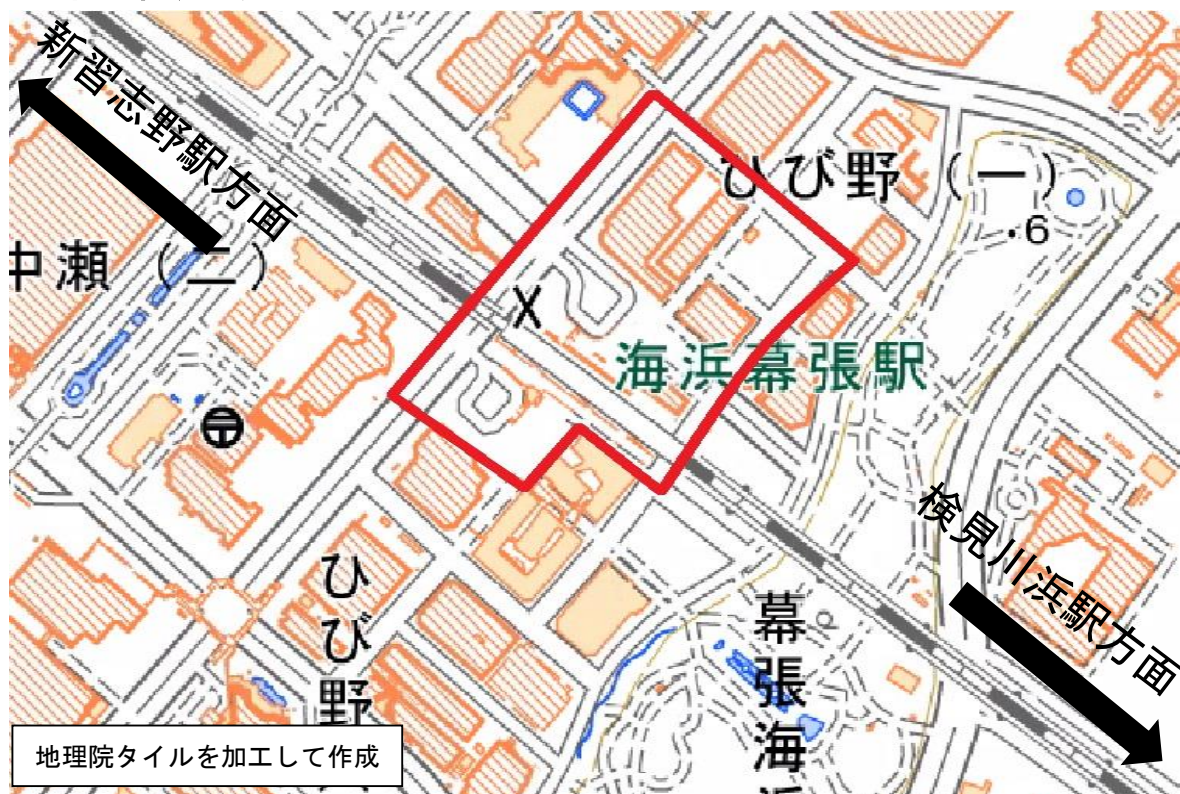 新習志野駅方面
ひび野（一）
・6
中瀬（二）
X
海浜幕張駅
検見川浜駅方面
ひび野
幕張海
地理院タイルを加工して作成